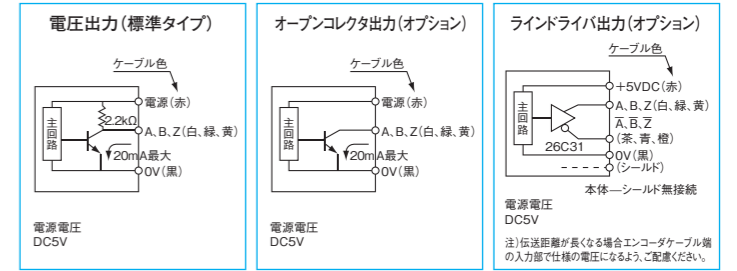 電圧出力（標準タイプ）
ケーブル色
主回路
2.2kΩ
電源（赤）
A、B、Z（白、緑、黄）
20mA最大
0V（黒）
電源電圧
DC5V
オープンコレクタ出力（オプション）
ケーブル色
主回路
電源（赤）
A、B、Z（白、緑、黄）
20mA最大
0V（黒）
電源電圧
DC5V
ラインドライバ出力（オプション）
ケーブル色
主回路
+5VDC（赤）
A、B、Z（白、緑、黄）
A̅、B̅、Z̅
（茶、青、橙）
26C31
0V（黒）
（シールド）
本体―シールド無接続
電源電圧
DC5V
注）伝送距離が長くなる場合エンコーダケーブル端
の入力部で仕様の電圧になるよう、ご配慮ください。